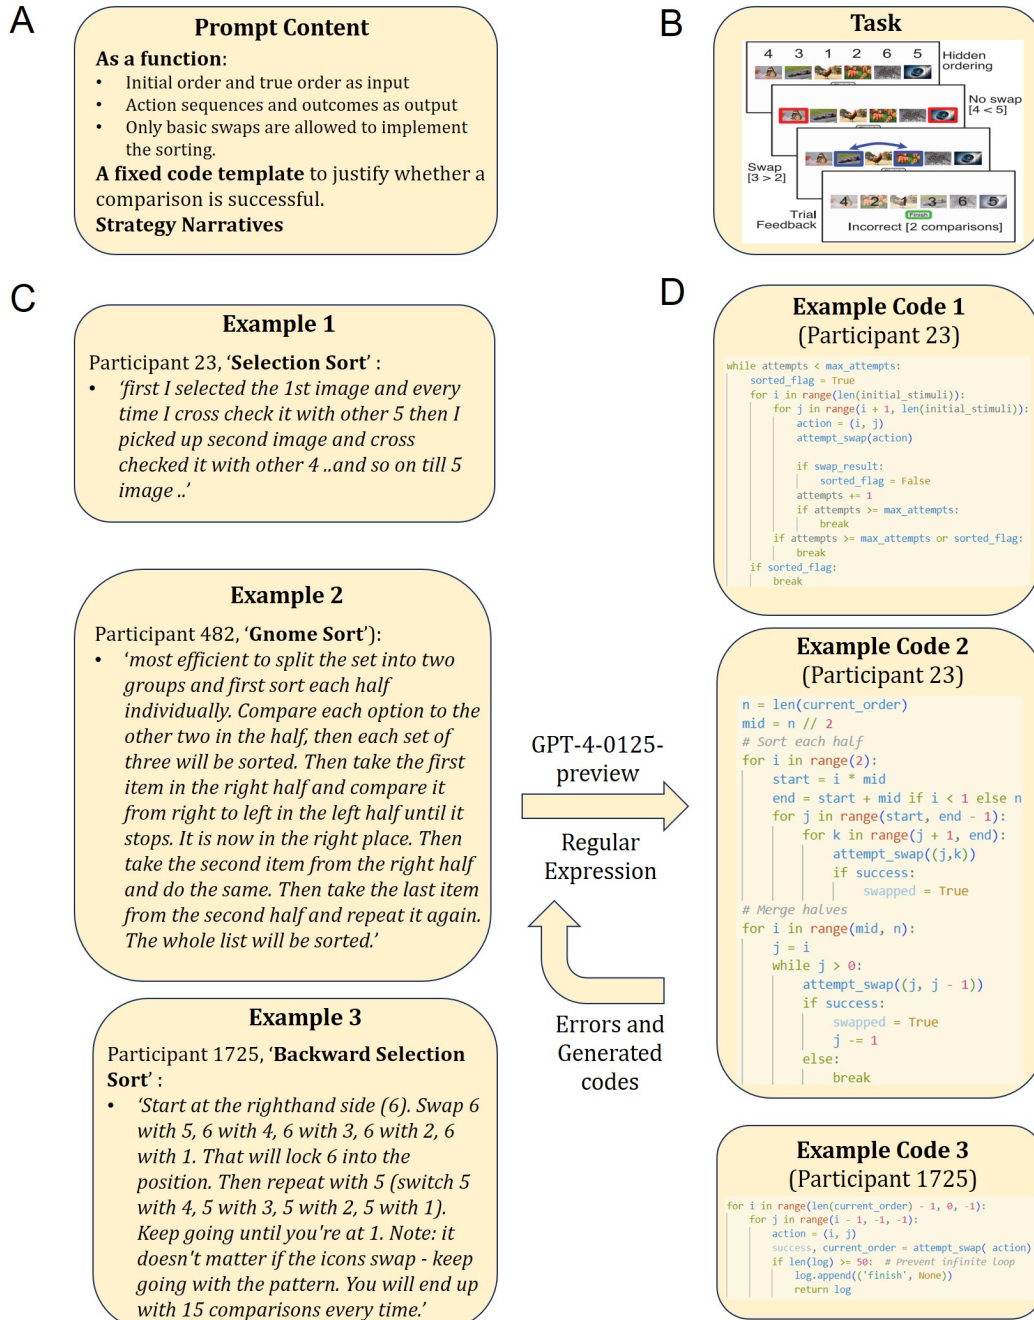 A
Prompt Content
As a function:
• Initial order and true order as input
• Action sequences and outcomes as output
• Only basic swaps are allowed to implement
the sorting.
A fixed code template to justify whether a
comparison is successful.
Strategy Narratives
B
Task
4 3 1 2 6 5
Hidden
ordering
No swap
[4 < 5]
Swap
[3 > 2]
Trial
Feedback
4 2 1 3 6 5
Finish
Incorrect [2 comparisons]
C
Example 1
Participant 23, ‘Selection Sort’ :
• ‘first I selected the 1st image and every
time I cross check it with other 5 then I
picked up second image and cross
checked it with other 4 ..and so on till 5
image ..’
Example 2
Participant 482, ‘Gnome Sort’):
• ‘most efficient to split the set into two
groups and first sort each half
individually. Compare each option to the
other two in the half, then each set of
three will be sorted. Then take the first
item in the right half and compare it
from right to left in the left half until it
stops. It is now in the right place. Then
take the second item from the right half
and do the same. Then take the last item
from the second half and repeat it again.
The whole list will be sorted.’
Example 3
Participant 1725, ‘Backward Selection
Sort’ :
• ‘Start at the righthand side (6). Swap 6
with 5, 6 with 4, 6 with 3, 6 with 2, 6
with 1. That will lock 6 into the
position. Then repeat with 5 (switch 5
with 4, 5 with 3, 5 with 2, 5 with 1).
Keep going until you're at 1. Note: it
doesn't matter if the icons swap - keep
going with the pattern. You will end up
with 15 comparisons every time.’
GPT-4-0125-
preview
Regular
Expression
Errors and
Generated
codes
D
Example Code 1
(Participant 23)
while attempts < max_attempts:
sorted_flag = True
for i in range(len(initial_stimuli)):
for j in range(i + 1, len(initial_stimuli)):
action = (i, j)
attempt_swap(action)
if swap_result:
sorted_flag = False
attempts += 1
if attempts >= max_attempts:
break
if attempts >= max_attempts or sorted_flag:
break
if sorted_flag:
break
Example Code 2
(Participant 23)
n = len(current_order)
mid = n // 2
# Sort each half
for i in range(2):
start = i * mid
end = start + mid if i < 1 else n
for j in range(start, end - 1):
for k in range(j + 1, end):
attempt_swap((j,k))
if success:
swapped = True
# Merge halves
for i in range(mid, n):
j = i
while j > 0:
attempt_swap((j, j - 1))
if success:
swapped = True
j -= 1
else:
break
Example Code 3
(Participant 1725)
for i in range(len(current_order) - 1, 0, -1):
for j in range(i - 1, -1, -1):
action = (i, j)
success, current_order = attempt_swap( action)
if len(log) >= 50: # Prevent infinite loop
log.append(('finish', None))
return log